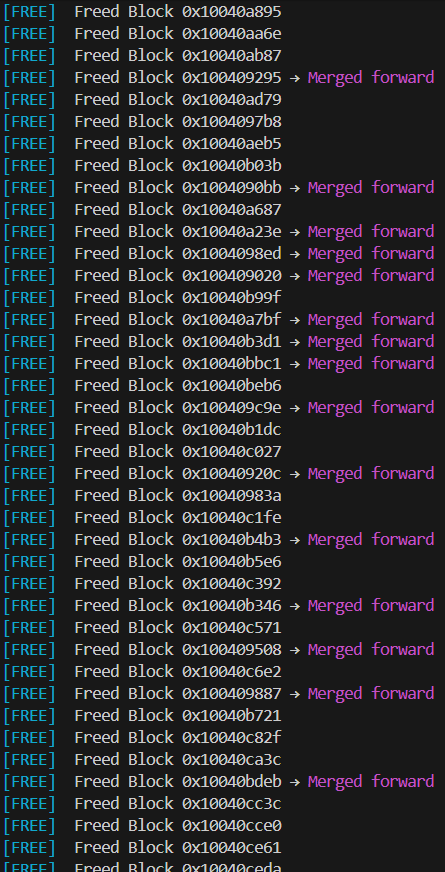 [FREE] Freed Block 0x10040a895
[FREE] Freed Block 0x10040aa6e
[FREE] Freed Block 0x10040ab87
[FREE] Freed Block 0x100409295 → Merged forward
[FREE] Freed Block 0x10040ad79
[FREE] Freed Block 0x1004097b8
[FREE] Freed Block 0x10040aeb5
[FREE] Freed Block 0x10040b03b
[FREE] Freed Block 0x1004090bb → Merged forward
[FREE] Freed Block 0x10040a687
[FREE] Freed Block 0x10040a23e → Merged forward
[FREE] Freed Block 0x1004098ed → Merged forward
[FREE] Freed Block 0x100409020 → Merged forward
[FREE] Freed Block 0x10040b99f
[FREE] Freed Block 0x10040a7bf → Merged forward
[FREE] Freed Block 0x10040b3d1 → Merged forward
[FREE] Freed Block 0x10040bbc1 → Merged forward
[FREE] Freed Block 0x10040beb6
[FREE] Freed Block 0x100409c9e → Merged forward
[FREE] Freed Block 0x10040b1dc
[FREE] Freed Block 0x10040c027
[FREE] Freed Block 0x10040920c → Merged forward
[FREE] Freed Block 0x10040983a
[FREE] Freed Block 0x10040c1fe
[FREE] Freed Block 0x10040b4b3 → Merged forward
[FREE] Freed Block 0x10040b5e6
[FREE] Freed Block 0x10040c392
[FREE] Freed Block 0x10040b346 → Merged forward
[FREE] Freed Block 0x10040c571
[FREE] Freed Block 0x100409508 → Merged forward
[FREE] Freed Block 0x10040c6e2
[FREE] Freed Block 0x100409887 → Merged forward
[FREE] Freed Block 0x10040b721
[FREE] Freed Block 0x10040c82f
[FREE] Freed Block 0x10040ca3c
[FREE] Freed Block 0x10040bdeb → Merged forward
[FREE] Freed Block 0x10040cc3c
[FREE] Freed Block 0x10040cce0
[FREE] Freed Block 0x10040ce61
[FREE] Freed Block 0x10040ceda